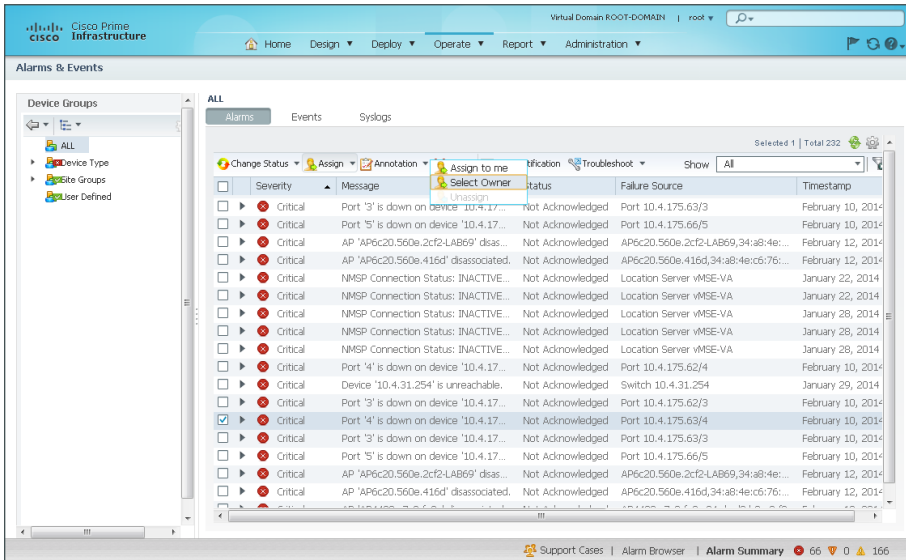 Virtual Domain ROOT-DOMAIN | root
cisco Cisco Prime
Infrastructure
Home Design Deploy Operate Report Administration
Alarms & Events
Device Groups
ALL
Device Type
Site Groups
User Defined
ALL
Alarms Events Syslogs
Selected 1 | Total 232
Change Status Assign Annotation Troubleshoot Show All
Assign to me
Select Owner
Unassign
Severity Message Status Failure Source Timestamp
Critical Port '3' is down on device '10.4.17... Not Acknowledged Port 10.4.175.63/3 February 10, 2014
Critical Port '5' is down on device '10.4.17... Not Acknowledged Port 10.4.175.66/5 February 10, 2014
Critical AP 'AP6c20.560e.2cf2-LAB69' disas... Not Acknowledged AP6c20.560e.2cf2-LAB69,34:a8:4e:... February 12, 2014
Critical AP 'AP6c20.560e.416d' disassociated. Not Acknowledged AP6c20.560e.416d,34:a8:4e:c6:76:... February 12, 2014
Critical NMSP Connection Status: INACTIVE... Not Acknowledged Location Server vMSE-VA January 22, 2014
Critical NMSP Connection Status: INACTIVE... Not Acknowledged Location Server vMSE-VA January 22, 2014
Critical NMSP Connection Status: INACTIVE... Not Acknowledged Location Server vMSE-VA January 28, 2014
Critical NMSP Connection Status: INACTIVE... Not Acknowledged Location Server vMSE-VA January 28, 2014
Critical NMSP Connection Status: INACTIVE... Not Acknowledged Location Server vMSE-VA January 28, 2014
Critical Port '4' is down on device '10.4.17... Not Acknowledged Port 10.4.175.62/4 February 10, 2014
Critical Device '10.4.31.254' is unreachable. Not Acknowledged Switch 10.4.31.254 January 29, 2014
Critical Port '3' is down on device '10.4.17... Not Acknowledged Port 10.4.175.62/3 February 10, 2014
Critical Port '4' is down on device '10.4.17... Not Acknowledged Port 10.4.175.63/4 February 10, 2014
Critical Port '3' is down on device '10.4.17... Not Acknowledged Port 10.4.175.63/3 February 10, 2014
Critical Port '5' is down on device '10.4.17... Not Acknowledged Port 10.4.175.66/5 February 10, 2014
Critical AP 'AP6c20.560e.2cf2-LAB69' disas... Not Acknowledged AP6c20.560e.2cf2-LAB69,34:a8:4e:... February 12, 2014
Critical AP 'AP6c20.560e.416d' disassociated. Not Acknowledged AP6c20.560e.416d,34:a8:4e:c6:76:... February 12, 2014
Support Cases | Alarm Browser | Alarm Summary 66 0 166